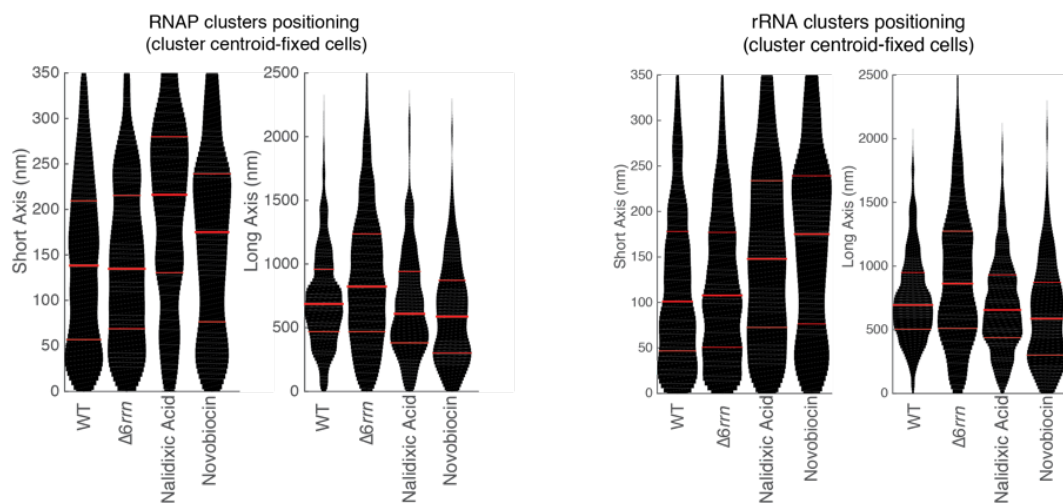 RNAP clusters positioning
(cluster centroid-fixed cells)
Short Axis (nm)
350
300
250
200
150
100
50
0
WT
Δ6rrn
Nalidixic Acid
Novobiocin
Long Axis (nm)
2500
2000
1500
1000
500
0
WT
Δ6rrn
Nalidixic Acid
Novobiocin
rRNA clusters positioning
(cluster centroid-fixed cells)
Short Axis (nm)
350
300
250
200
150
100
50
0
WT
Δ6rrn
Nalidixic Acid
Novobiocin
Long Axis (nm)
2500
2000
1500
1000
500
0
WT
Δ6rrn
Nalidixic Acid
Novobiocin